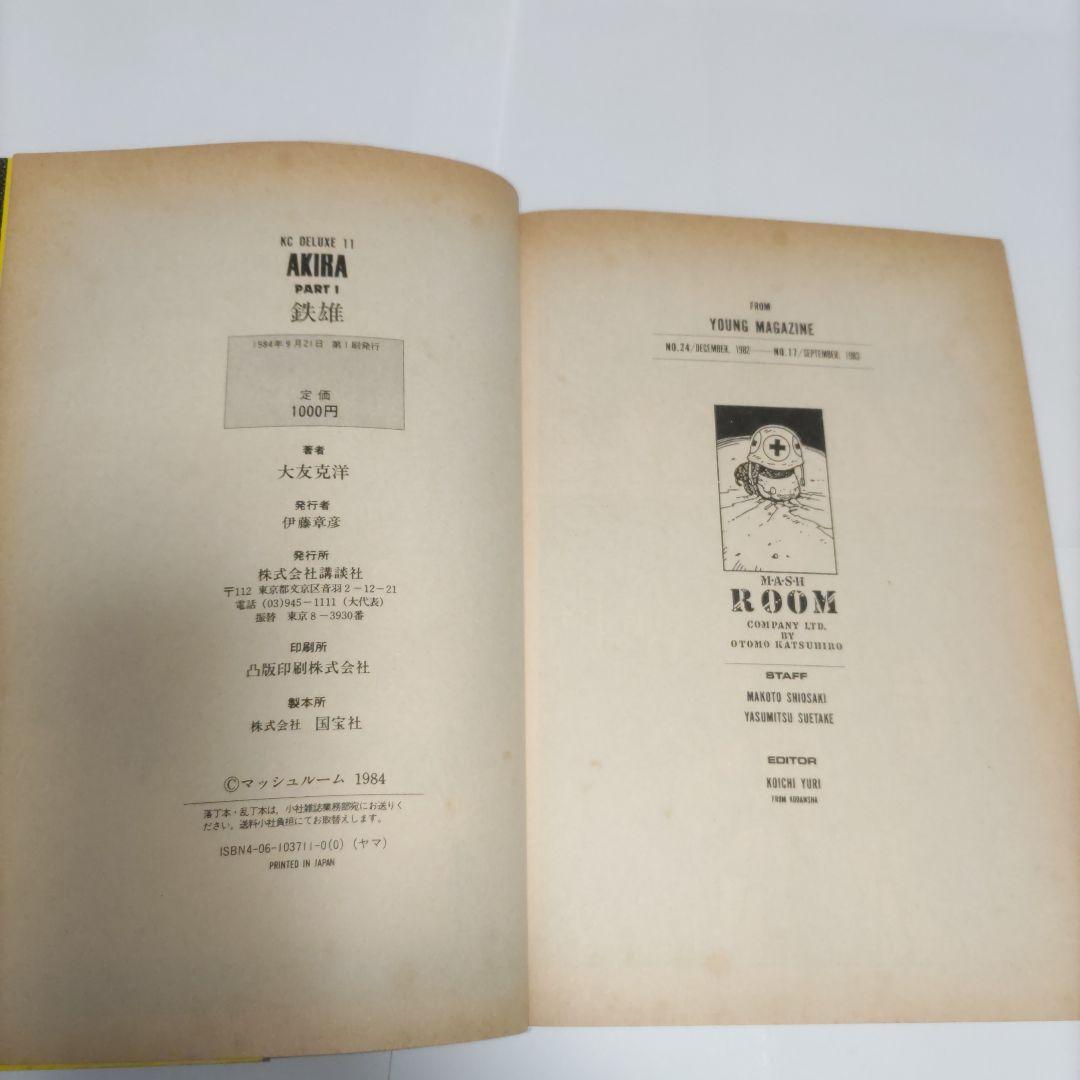 KC DELUXE 11
AKIRA
PART 1
鉄雄
1984年9月21日 第1刷発行
定価
1000円
著者
大友克洋
発行者
伊藤章彦
発行所
株式会社講談社
〒112 東京都文京区音羽2-12-21
電話 (03)945-1111 (大代表)
振替 東京8-3930番
印刷所
凸版印刷株式会社
製本所
株式会社 国宝社
©マッシュルーム 1984
落丁本・乱丁本は,小社雑誌業務部宛にお送りく
ださい。送料小社負担にてお取替えします。
ISBN4-06-103711-0(0) (ヤマ)
PRINTED IN JAPAN
FROM
YOUNG MAGAZINE
NO.24/DECEMBER, 1982――NO.17/SEPTEMBER, 1983
M・A・S・H
ROOM
COMPANY LTD.
BY
OTOMO KATSUHIRO
STAFF
MAKOTO SHIOSAKI
YASUMITSU SUETAKE
EDITOR
KOICHI YURI
FROM KODANSHA